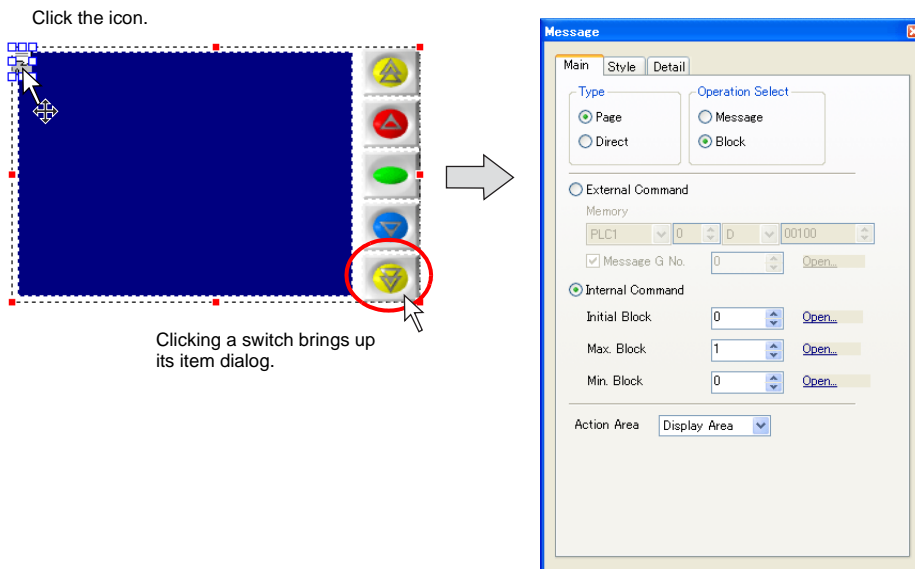 Click the icon.
Clicking a switch brings up
its item dialog.
Message
Main Style Detail
Type Operation Select
Page Message
Direct Block
External Command
Memory
PLC1 0 D 00100
Message G No. 0 Open...
Internal Command
Initial Block 0 Open...
Max. Block 1 Open...
Min. Block 0 Open...
Action Area Display Area